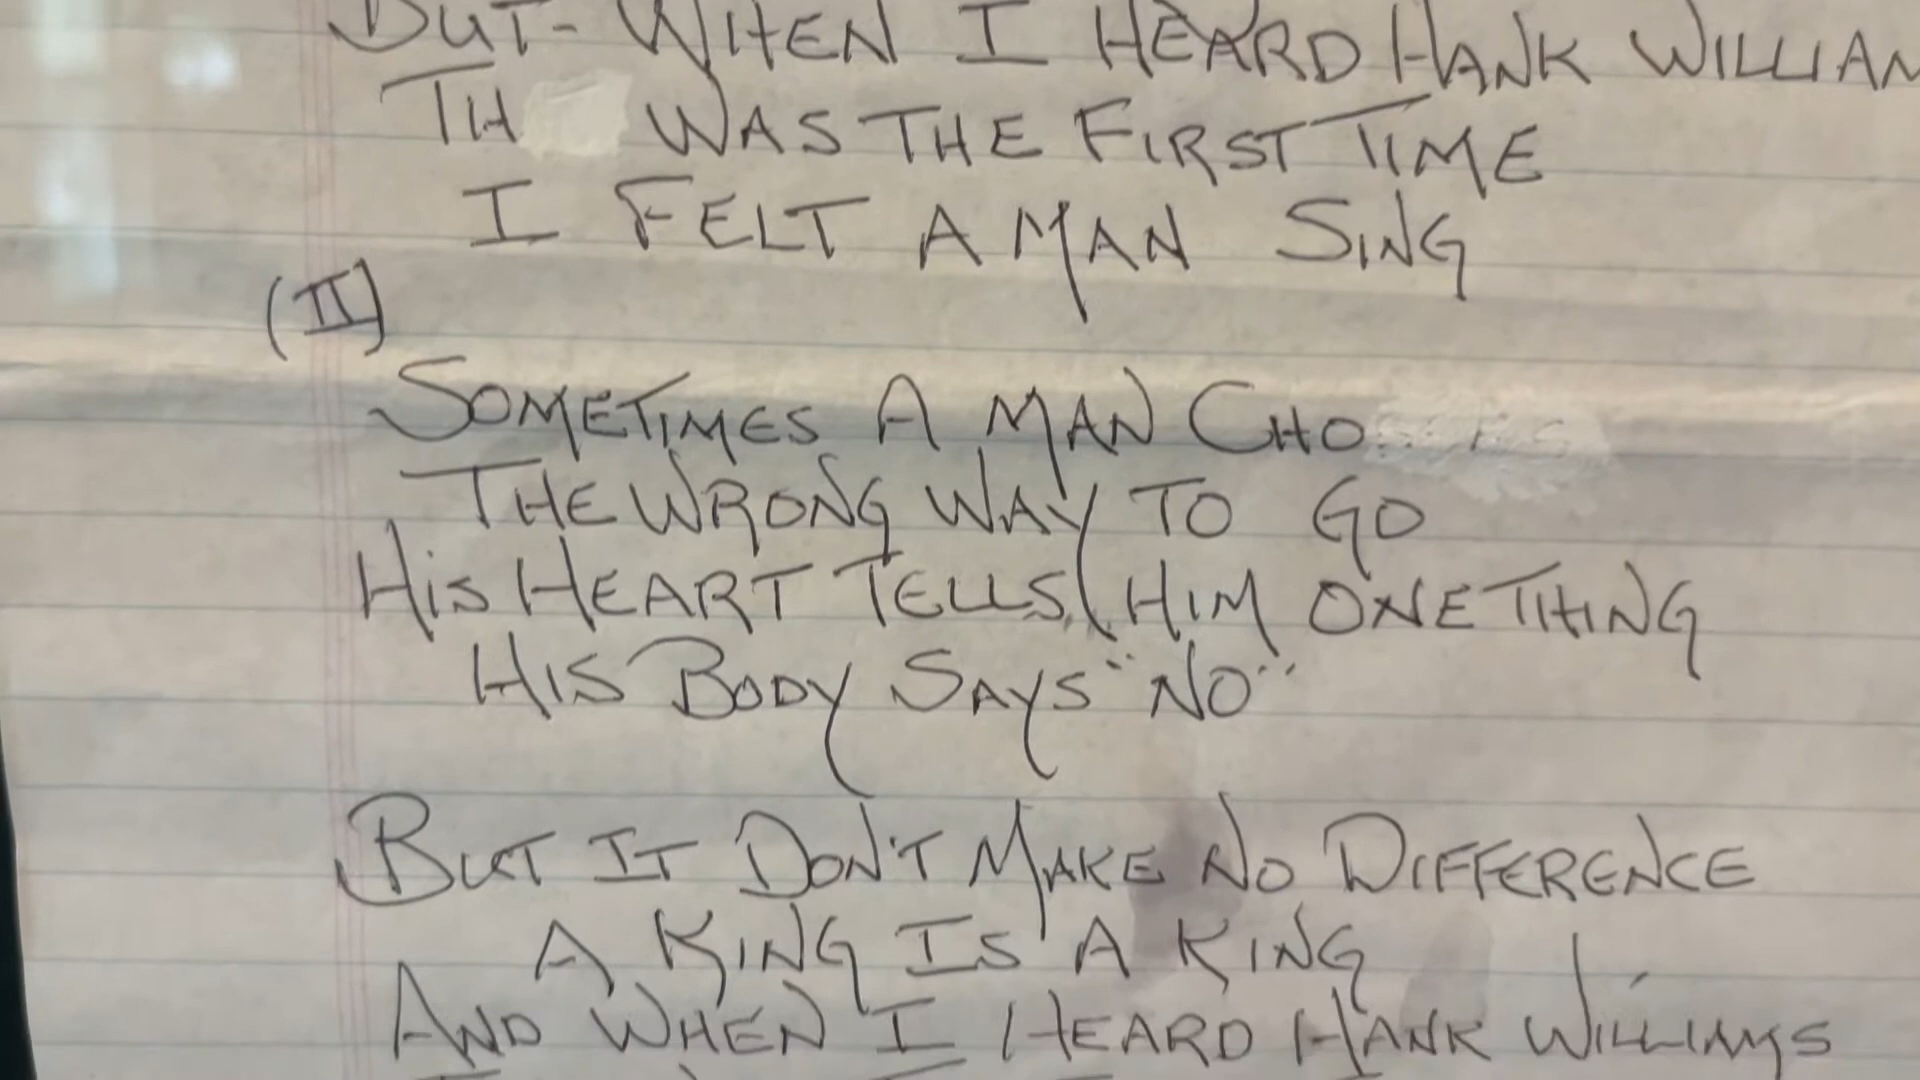 BUT- WHEN I HEARD HANK WILLIAM
WAS THE FIRST TIME
I FELT A MAN SING
(II)
SOMETIMES A MAN
THE WRONG WAY TO GO
HIS HEART TELLS HIM ONE THING
HIS BODY SAYS "NO"
BUT IT DON'T MAKE NO DIFFERENCE
A KING IS A KING
AND WHEN I HEARD HANK WILLIAMS